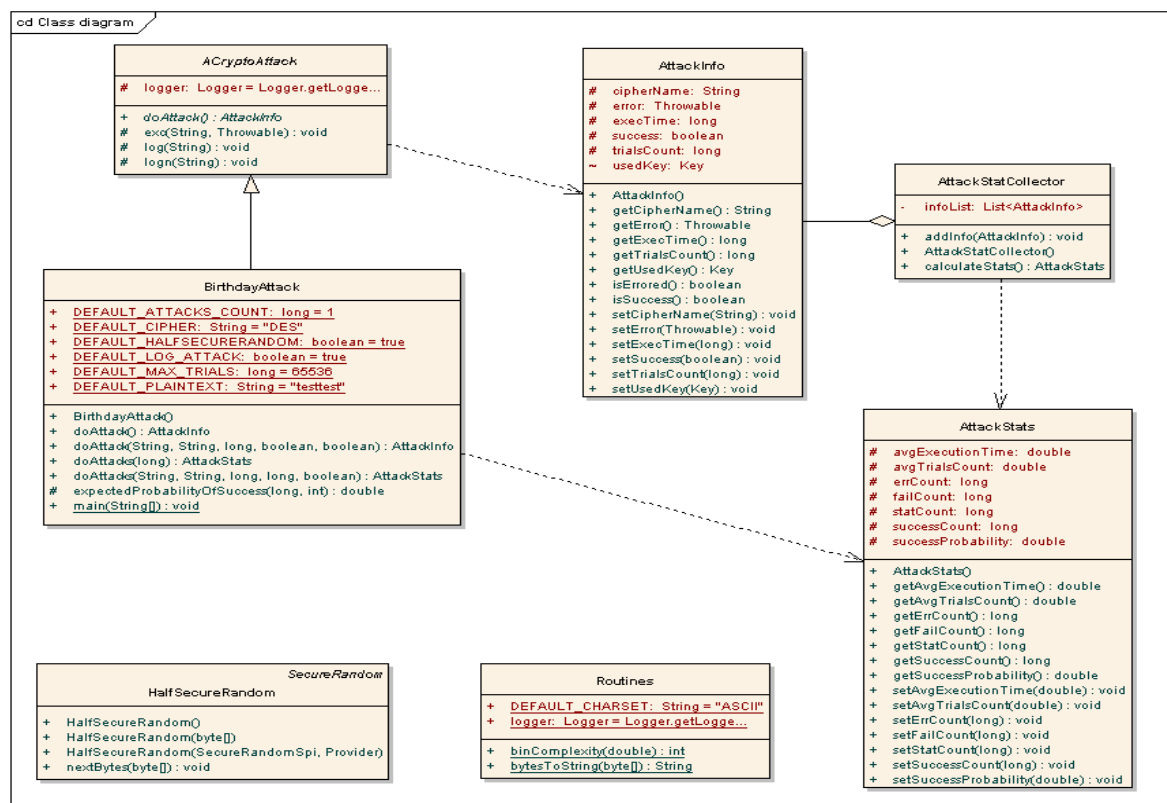 cd Class diagram
ACryptoAttack
# logger: Logger = Logger.getLogge...
+ doAttack() : AttackInfo
# exc(String, Throwable) : void
# log(String) : void
# logn(String) : void
AttackInfo
# cipherName: String
# error: Throwable
# execTime: long
# success: boolean
# trialsCount: long
~ usedKey: Key
+ AttackInfo()
+ getCipherName() : String
+ getError() : Throwable
+ getExecTime() : long
+ getTrialsCount() : long
+ getUsedKey() : Key
+ isErrored() : boolean
+ isSuccess() : boolean
+ setCipherName(String) : void
+ setError(Throwable) : void
+ setExecTime(long) : void
+ setSuccess(boolean) : void
+ setTrialsCount(long) : void
+ setUsedKey(Key) : void
AttackStatCollector
- infoList: List<AttackInfo>
+ addInfo(AttackInfo) : void
+ AttackStatCollector()
+ calculateStats() : AttackStats
BirthdayAttack
+ DEFAULT_ATTACKS_COUNT: long = 1
+ DEFAULT_CIPHER: String = "DES"
+ DEFAULT_HALFSECURERANDOM: boolean = true
+ DEFAULT_LOG_ATTACK: boolean = true
+ DEFAULT_MAX_TRIALS: long = 65536
+ DEFAULT_PLAINTEXT: String = "testtest"
+ BirthdayAttack()
+ doAttack() : AttackInfo
+ doAttack(String, String, long, boolean, boolean) : AttackInfo
+ doAttacks(long) : AttackStats
+ doAttacks(String, String, long, long, boolean) : AttackStats
# expectedProbabilityOfSuccess(long, int) : double
+ main(String[]) : void
AttackStats
# avgExecutionTime: double
# avgTrialsCount: double
# errCount: long
# failCount: long
# statCount: long
# successCount: long
# successProbability: double
+ AttackStats()
+ getAvgExecutionTime() : double
+ getAvgTrialsCount() : double
+ getErrCount() : long
+ getFailCount() : long
+ getStatCount() : long
+ getSuccessCount() : long
+ getSuccessProbability() : double
+ setAvgExecutionTime(double) : void
+ setAvgTrialsCount(double) : void
+ setErrCount(long) : void
+ setFailCount(long) : void
+ setStatCount(long) : void
+ setSuccessCount(long) : void
+ setSuccessProbability(double) : void
SecureRandom
HalfSecureRandom
+ HalfSecureRandom()
+ HalfSecureRandom(byte[])
+ HalfSecureRandom(SecureRandomSpi, Provider)
+ nextBytes(byte[]) : void
Routines
+ DEFAULT_CHARSET: String = "ASCII"
+ logger: Logger = Logger.getLogge...
+ binComplexity(double) : int
+ bytesToString(byte[]) : String